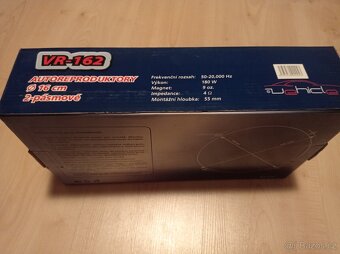 VR-162
AUTOREPRODUKTORY
Ø 16 cm
2-pásmové
Frekvenční rozsah: 50-20.000 Hz
Výkon: 180 W
Magnet: 9 oz.
Impedance: 4 Ω
Montážní hloubka: 55 mm